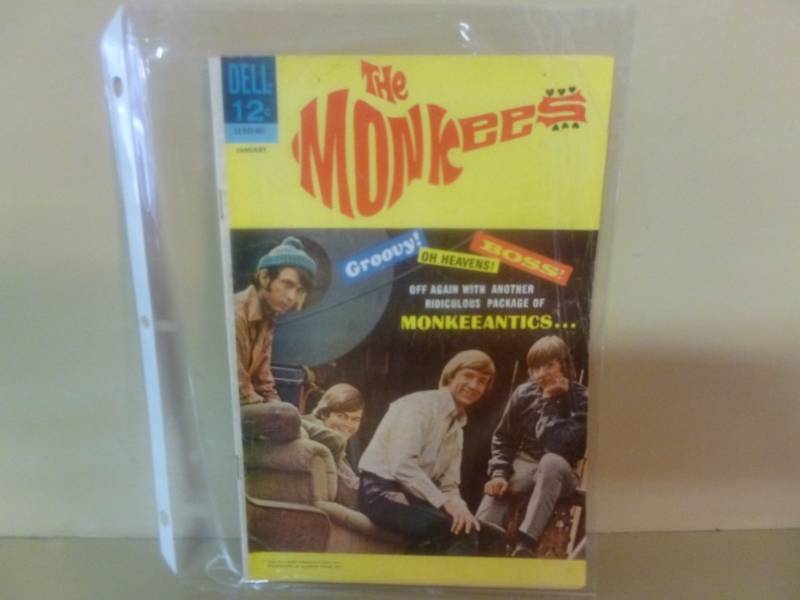 DELL
12¢
JANUARY
THE
MONKEES
Groovy!
OH HEAVENS!
BOSS!
OFF AGAIN WITH ANOTHER
RIDICULOUS PACKAGE OF
MONKEEANTICS...